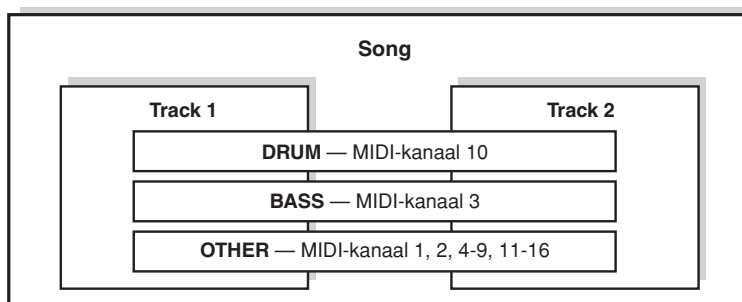 Song
Track 1
Track 2
DRUM — MIDI-kanaal 10
BASS — MIDI-kanaal 3
OTHER — MIDI-kanaal 1, 2, 4-9, 11-16